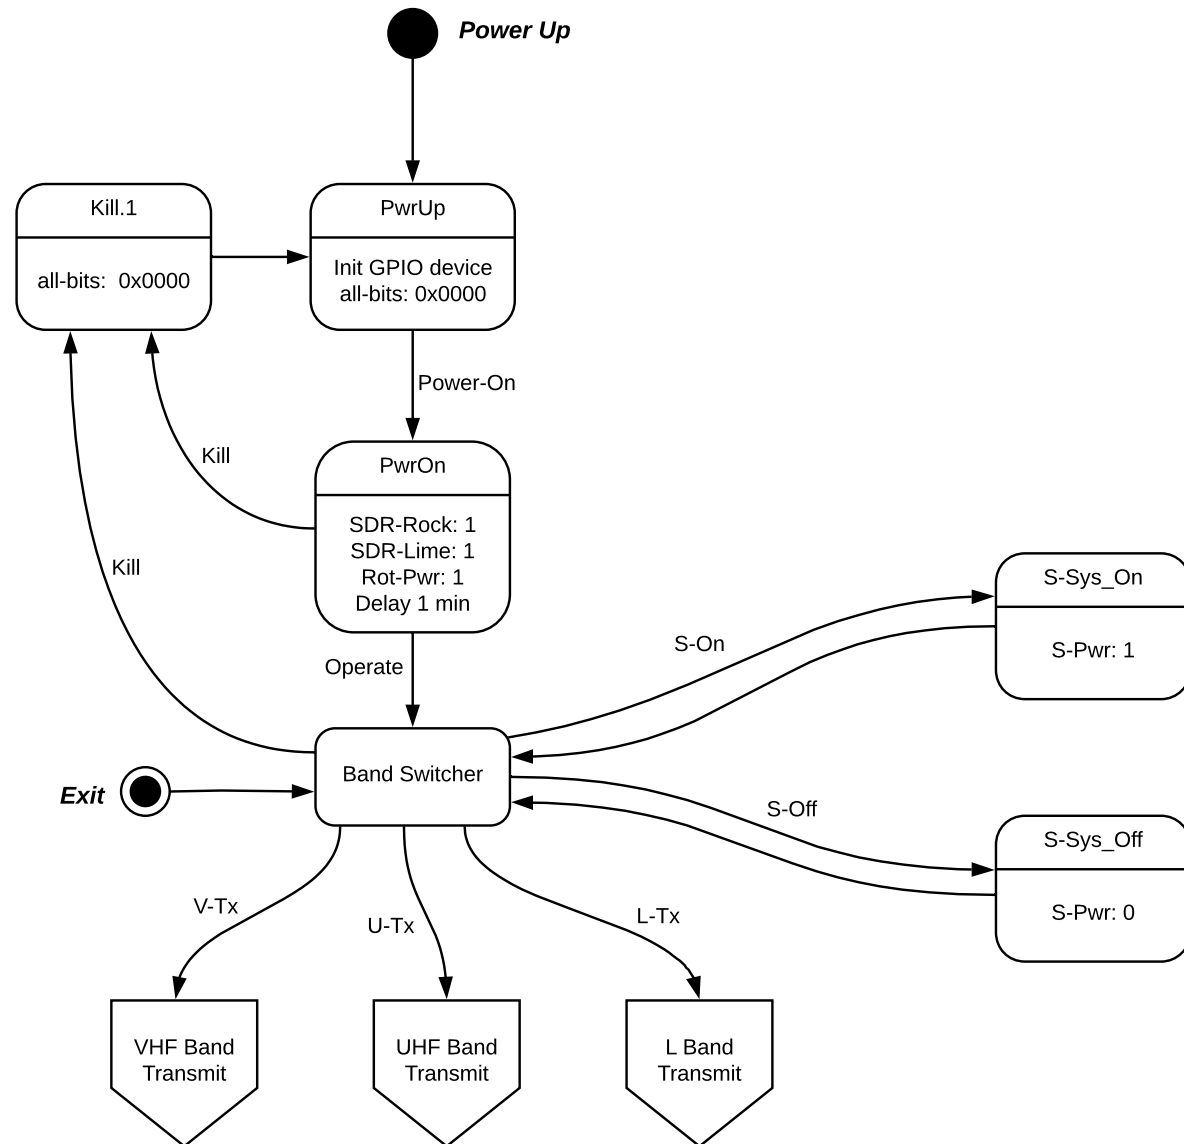 Power Up
Kill.1
all-bits:  0x0000
PwrUp
Init GPIO device
all-bits: 0x0000
Power-On
Kill
PwrOn
SDR-Rock: 1
SDR-Lime: 1
Rot-Pwr: 1
Delay 1 min
Kill
Operate
S-On
S-Sys_On
S-Pwr: 1
Band Switcher
Exit
S-Off
S-Sys_Off
S-Pwr: 0
V-Tx
U-Tx
L-Tx
VHF Band
Transmit
UHF Band
Transmit
L Band
Transmit